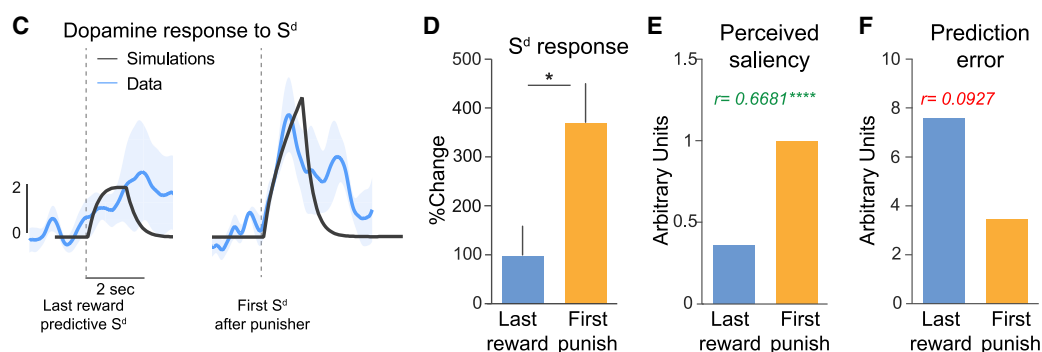 C
Dopamine response to Sᵈ
Simulations
Data
2
0
2 sec
Last reward
predictive Sᵈ
First Sᵈ
after punisher
D
Sᵈ response
%Change
500
400
300
200
100
0
*
Last
reward
First
punish
E
Perceived
saliency
Arbitrary Units
1.5
1
0.5
0
r= 0.6681****
Last
reward
First
punish
F
Prediction
error
Arbitrary Units
10
8
6
4
2
0
r= 0.0927
Last
reward
First
punish